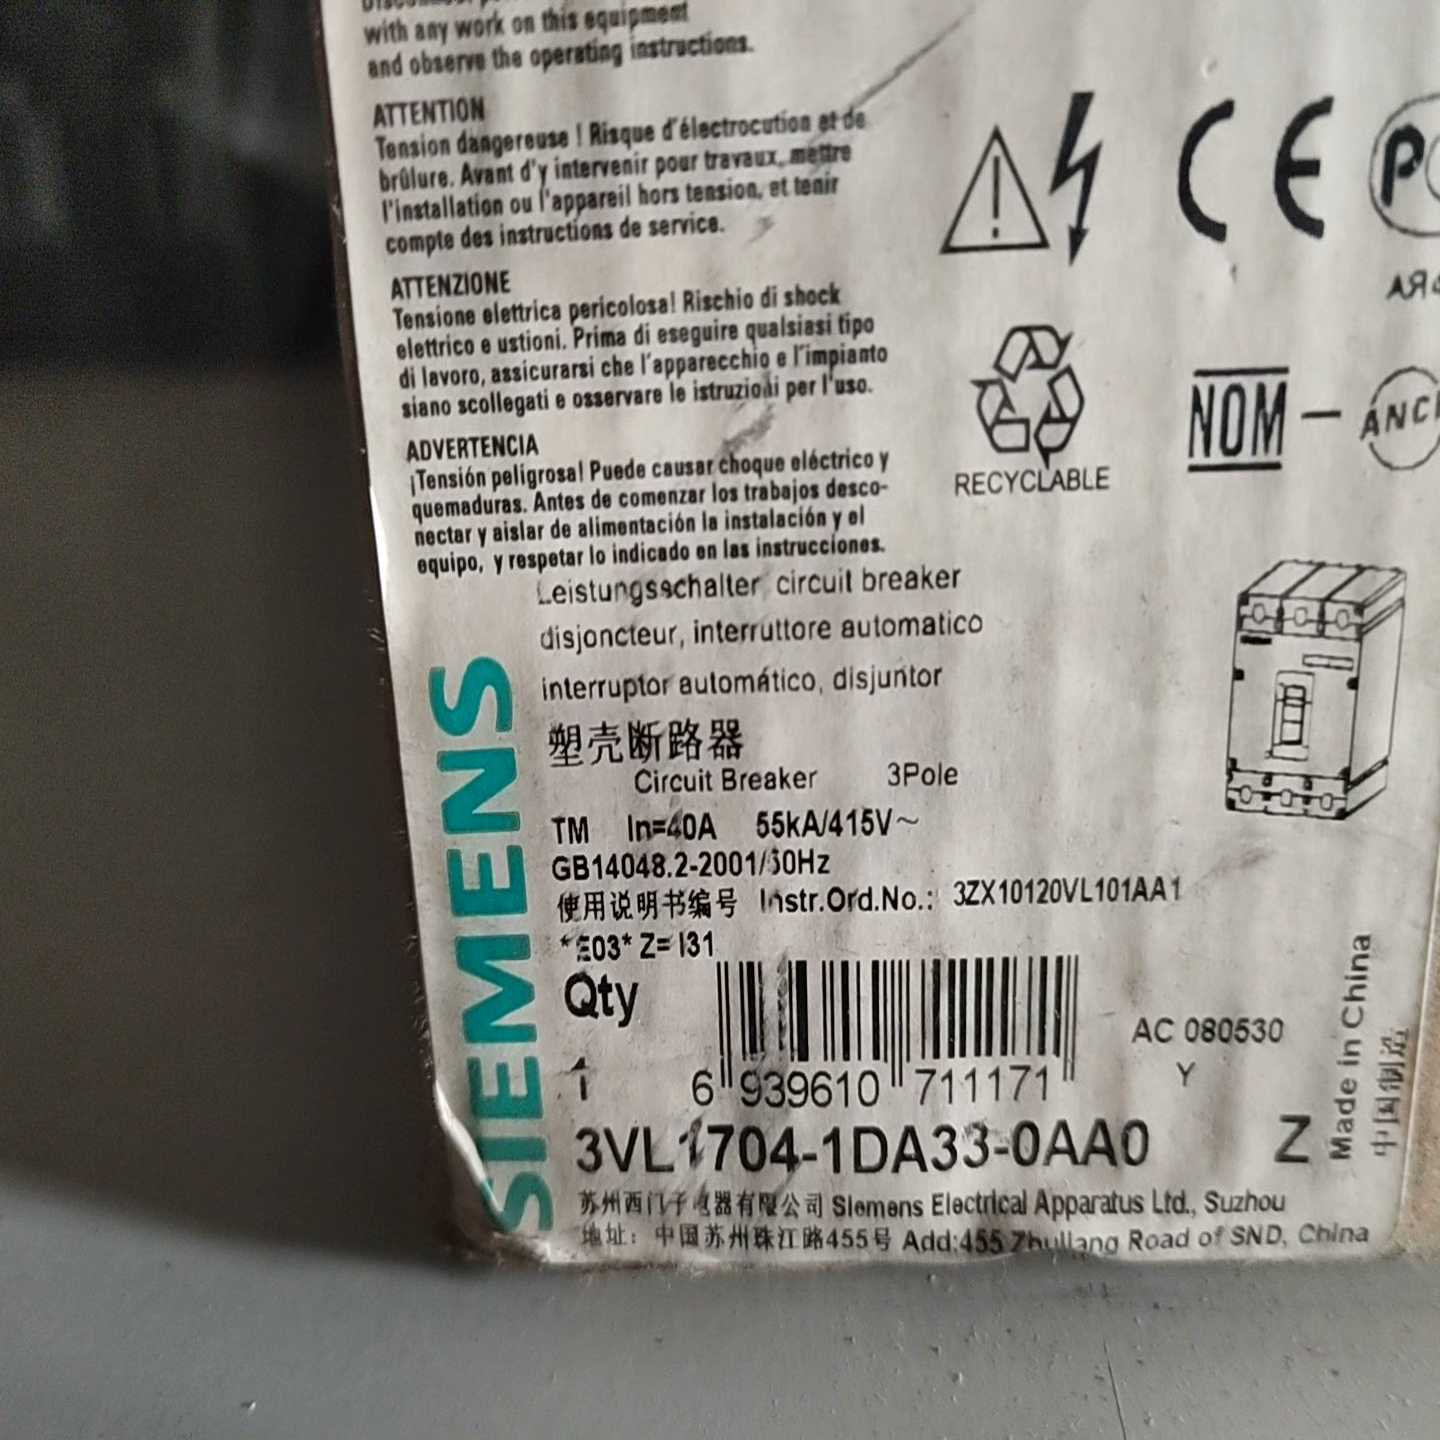 with any work on this equipment
and observe the operating instructions.
ATTENTION
Tension dangereuse ! Risque d'électrocution et de
brûlure. Avant d'y intervenir pour travaux, mettre
l'installation ou l'appareil hors tension, et tenir
compte des instructions de service.
ATTENZIONE
Tensione elettrica pericolosa! Rischio di shock
elettrico e ustioni. Prima di eseguire qualsiasi tipo
di lavoro, assicurarsi che l'apparecchio e l'impianto
siano scollegati e osservare le istruzioni per l'uso.
ADVERTENCIA
¡Tensión peligrosa! Puede causar choque eléctrico y
quemaduras. Antes de comenzar los trabajos desco-
nectar y aislar de alimentación la instalación y el
equipo, y respetar lo indicado en las instrucciones.
CE
RECYCLABLE
NOM - ANCE
Leistungsschalter circuit breaker
disjoncteur, interruttore automatico
interruptor automático, disjuntor
塑壳断路器
Circuit Breaker 3Pole
TM In=40A 55kA/415V~
GB14048.2-2001/60Hz
使用说明书编号 Instr.Ord.No.: 3ZX10120VL101AA1
*E03* Z= I31
Qty
1
6 939610 711171
AC 080530
Y
3VL1704-1DA33-0AA0
Z
苏州西门子电器有限公司 Siemens Electrical Apparatus Ltd., Suzhou
地址：中国苏州珠江路455号 Add:455 Zhujiang Road of SND, China
SIEMENS
Made in China
中国制造